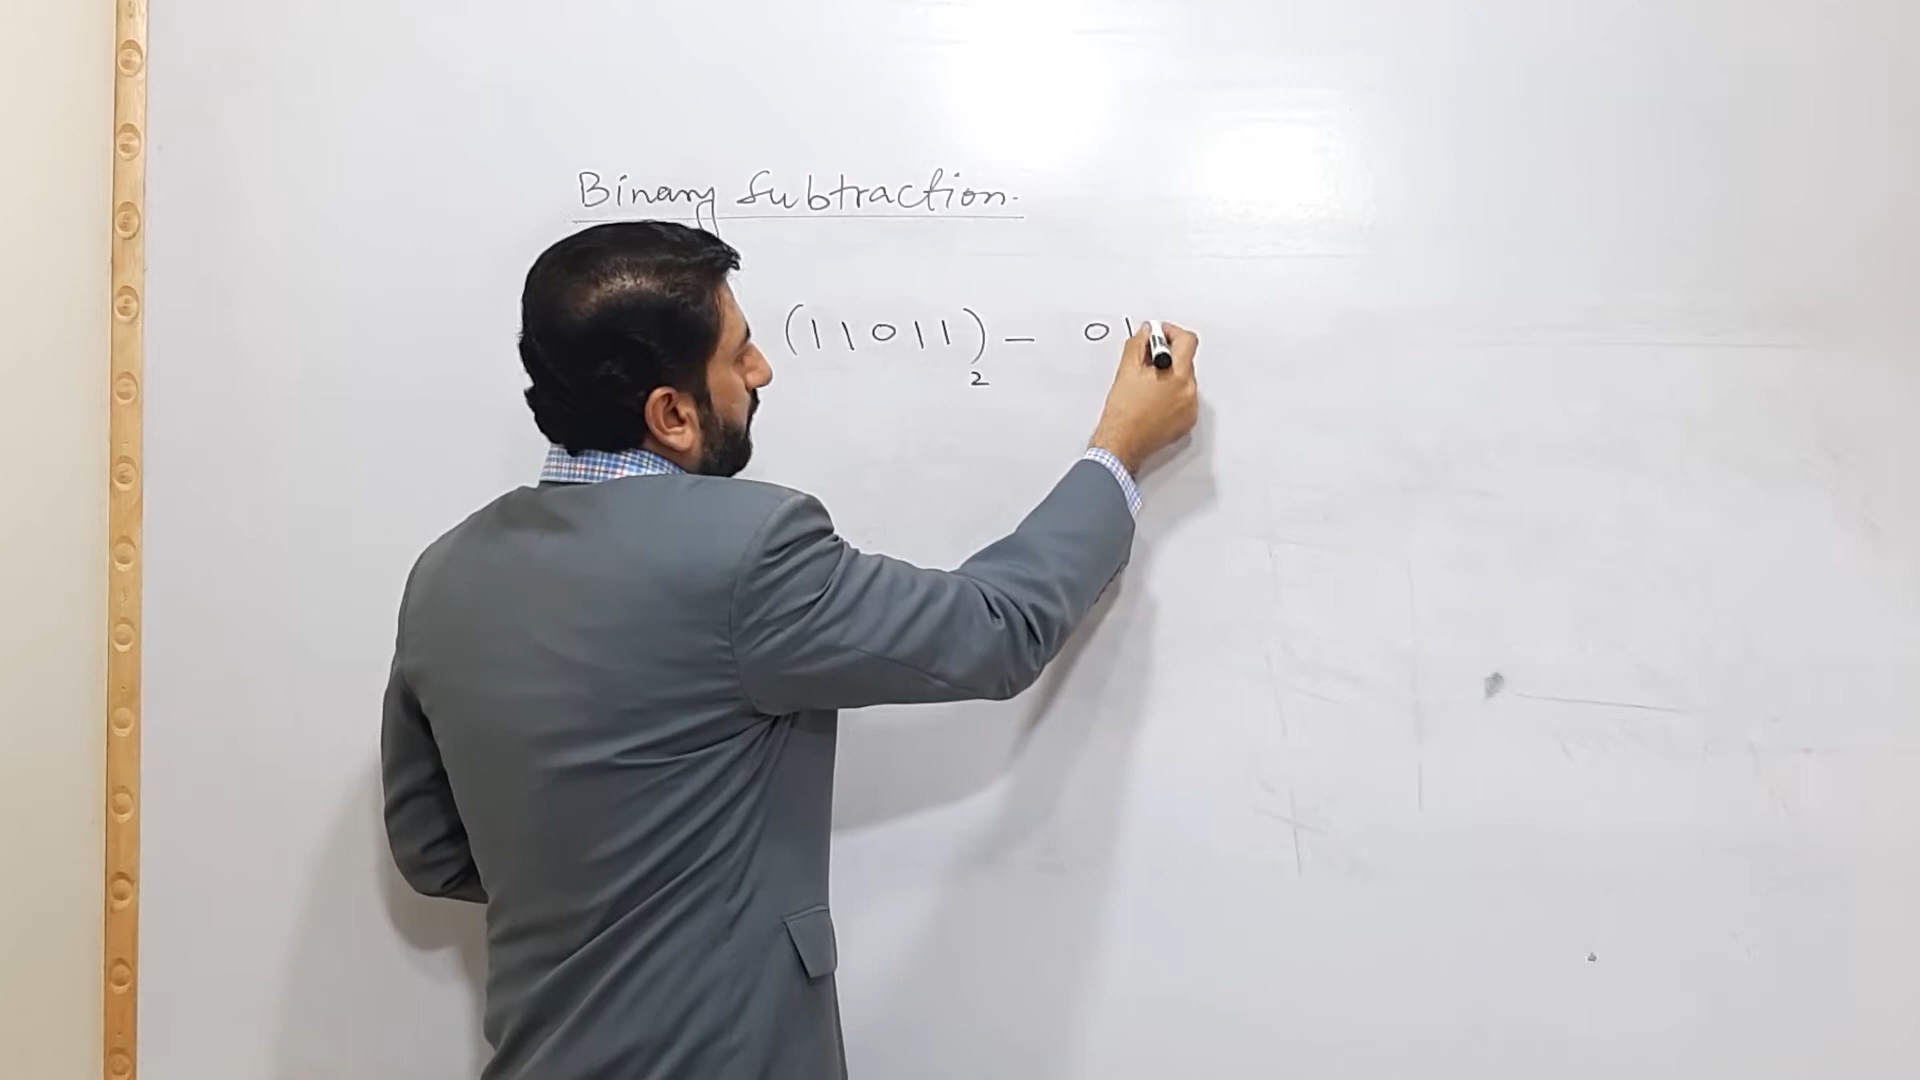 Binary Subtraction.
(11011)₂ - 01